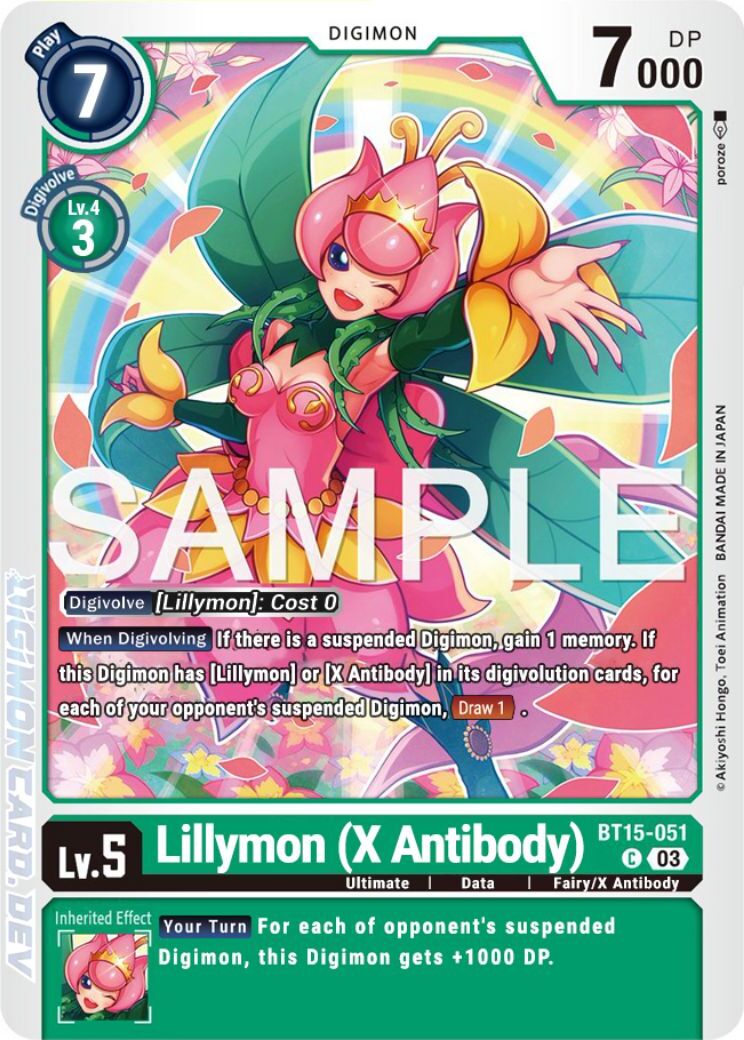 DIGIMON
Play
7
7000
DP
Digivolve
Lv.4
3
poroze
SAMPLE
© Akiyoshi Hongo, Toei Animation BANDAI MADE IN JAPAN
Digivolve [Lillymon]: Cost 0
When Digivolving If there is a suspended Digimon, gain 1 memory. If
this Digimon has [Lillymon] or [X Antibody] in its digivolution cards, for
each of your opponent's suspended Digimon, Draw 1 .
DIGIMONCARD.DEV
Lv.5
Lillymon (X Antibody)
BT15-051
C 03
Ultimate | Data | Fairy/X Antibody
Inherited Effect
Your Turn For each of opponent's suspended
Digimon, this Digimon gets +1000 DP.